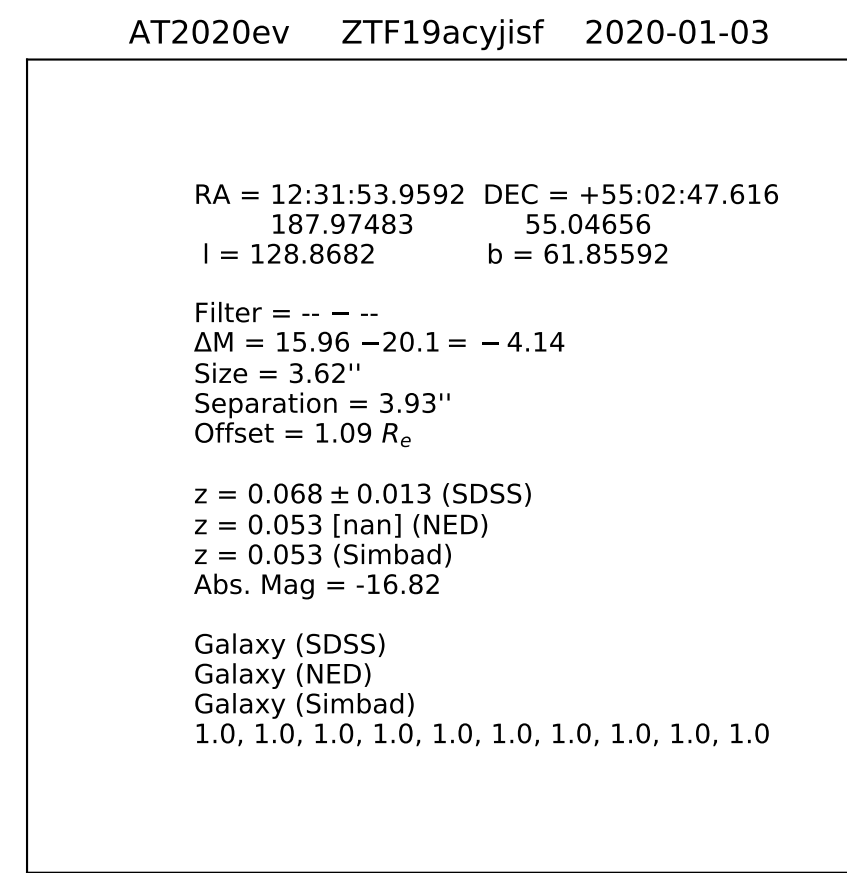 AT2020ev ZTF19acyjisf 2020-01-03
RA = 12:31:53.9592 DEC = +55:02:47.616
187.97483 55.04656
l = 128.8682 b = 61.85592
Filter = -- − --
ΔM = 15.96 −20.1 = −4.14
Size = 3.62''
Separation = 3.93''
Offset = 1.09 Re
z = 0.068 ± 0.013 (SDSS)
z = 0.053 [nan] (NED)
z = 0.053 (Simbad)
Abs. Mag = -16.82
Galaxy (SDSS)
Galaxy (NED)
Galaxy (Simbad)
1.0, 1.0, 1.0, 1.0, 1.0, 1.0, 1.0, 1.0, 1.0, 1.0